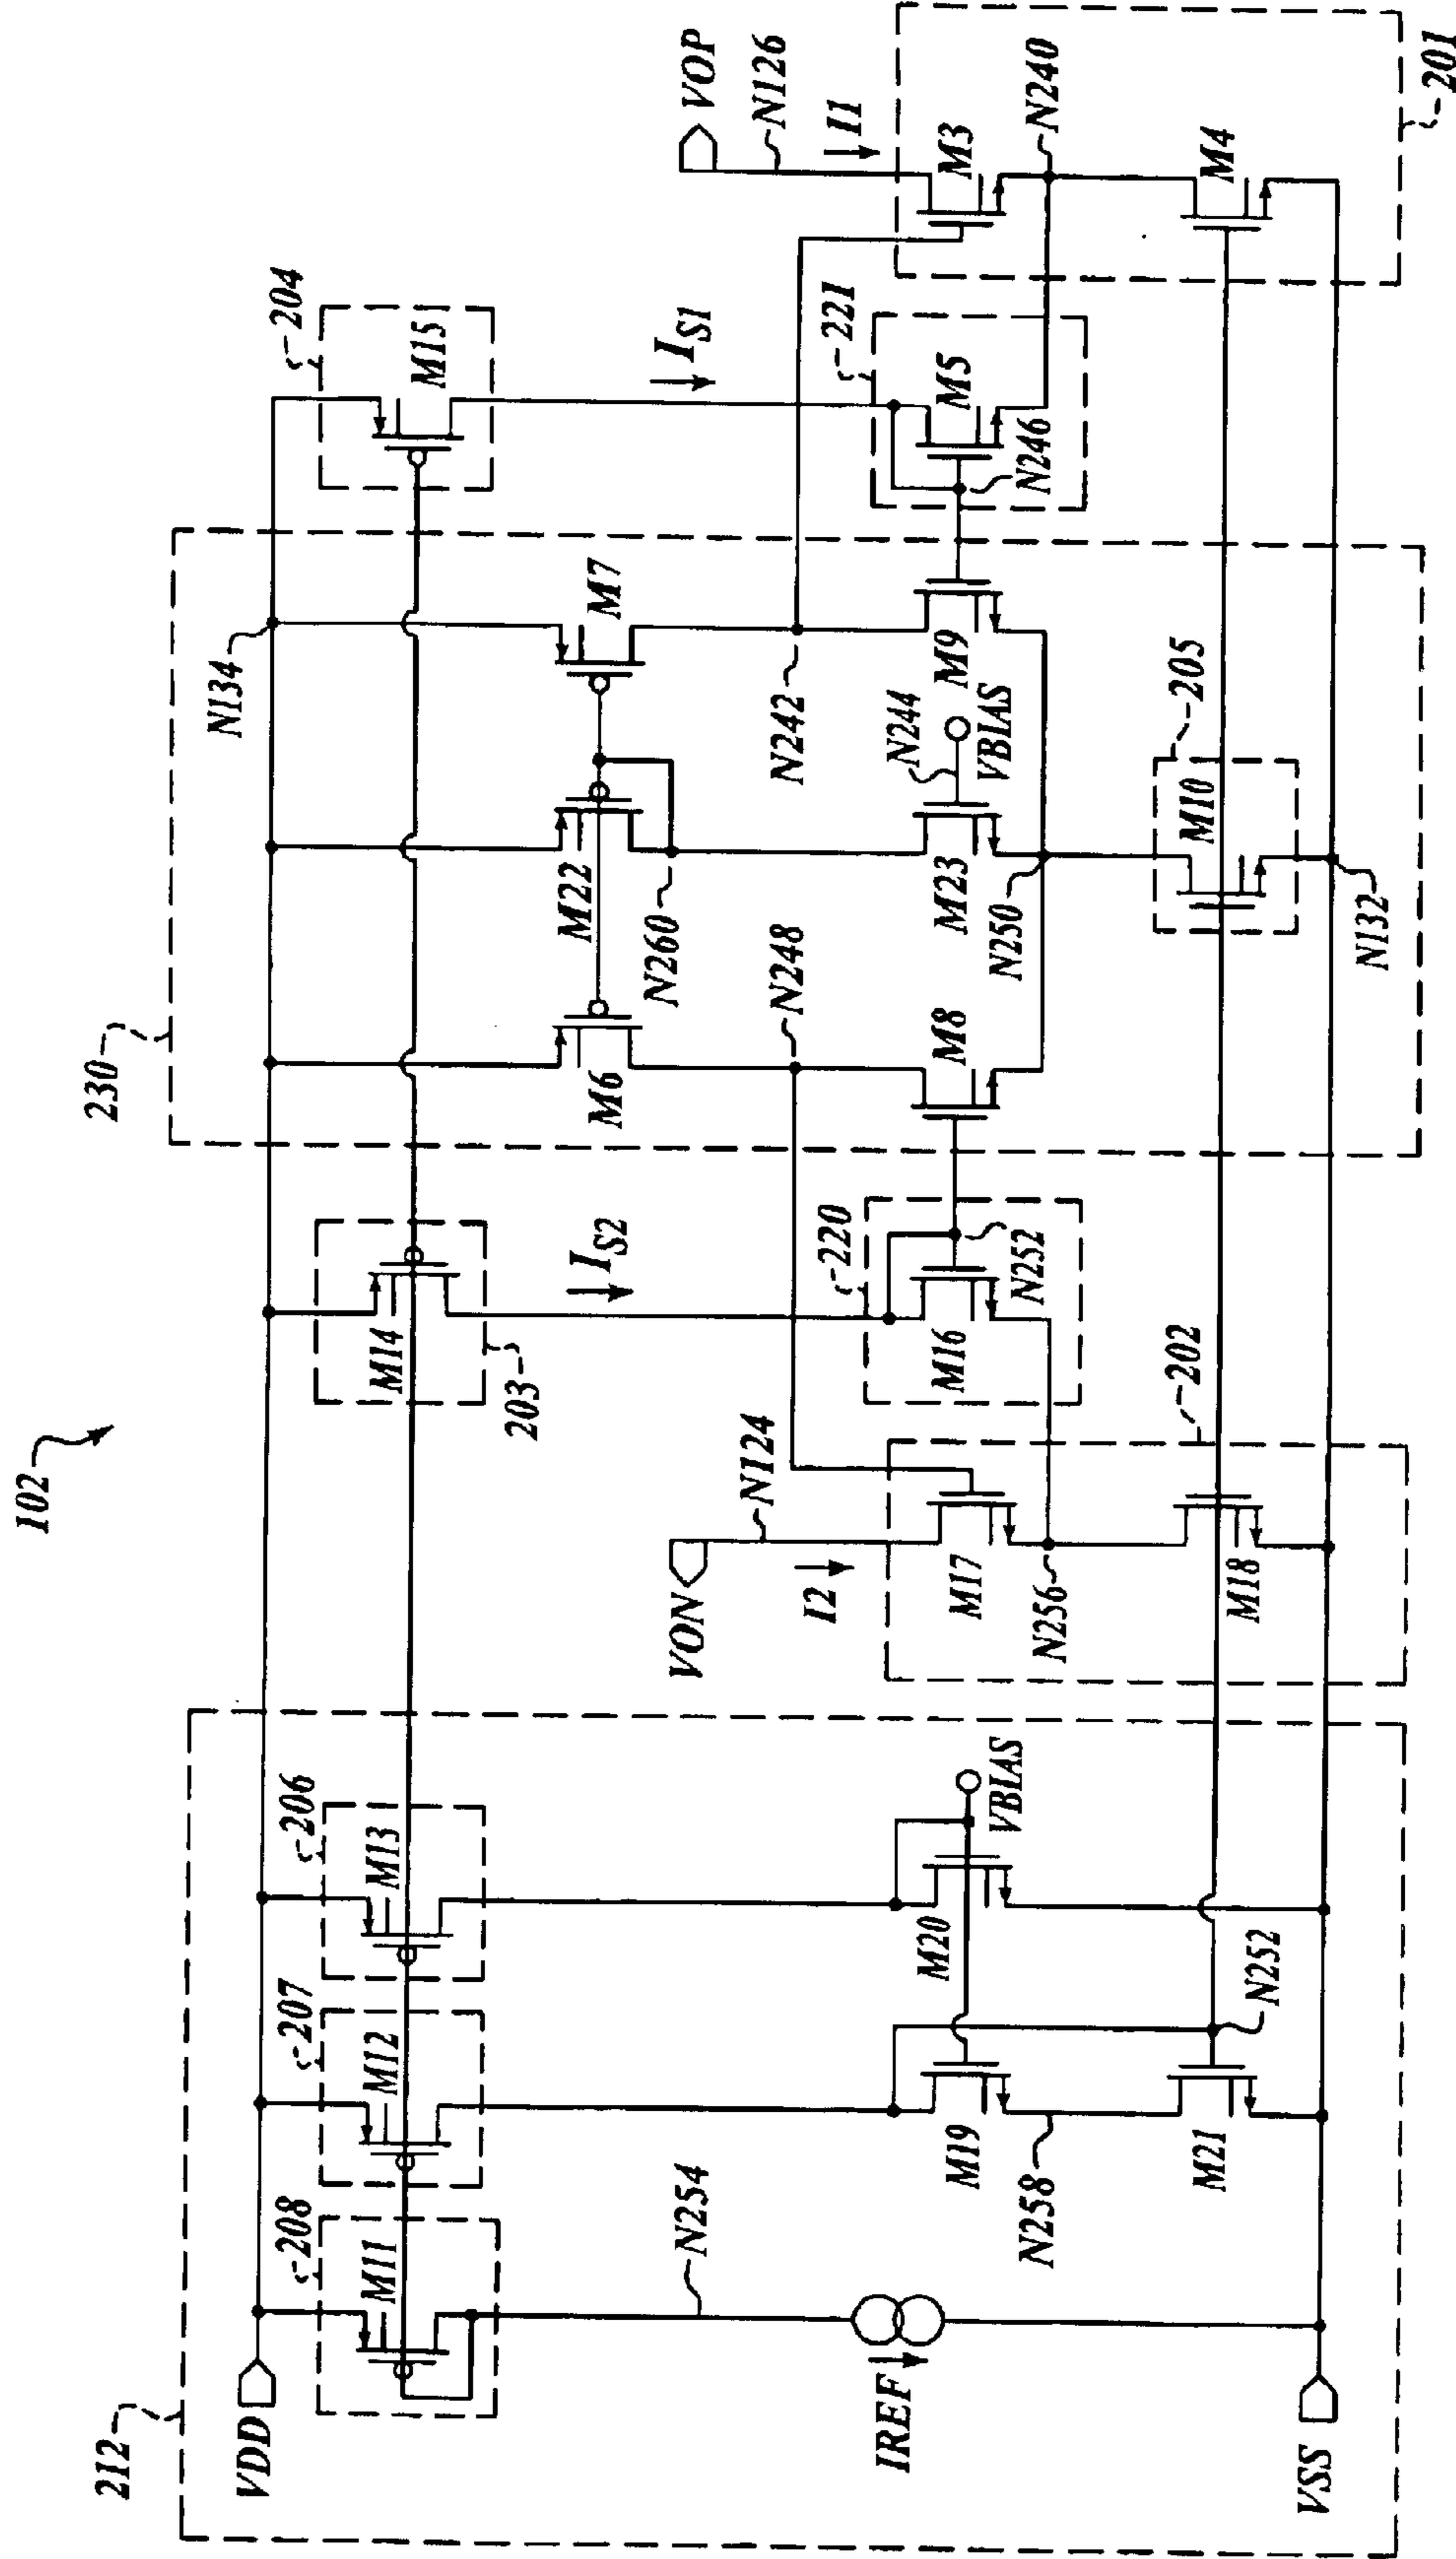 102
212
VDD
208
M11
207
M12
206
M13
203
M14
IS2
230
N134
204
M15
IS1
M6
M22
M7
N260
N248
N242
N254
IREF
VSS
M19
N258
M21
M20
VBIAS
N252
VON
N124
I2
M17
N256
202
M18
220
M16
N252
M8
M23
N244
VBIAS
M9
N250
205
M10
N132
221
M5
N246
VOP
N126
I1
M3
N240
M4
201